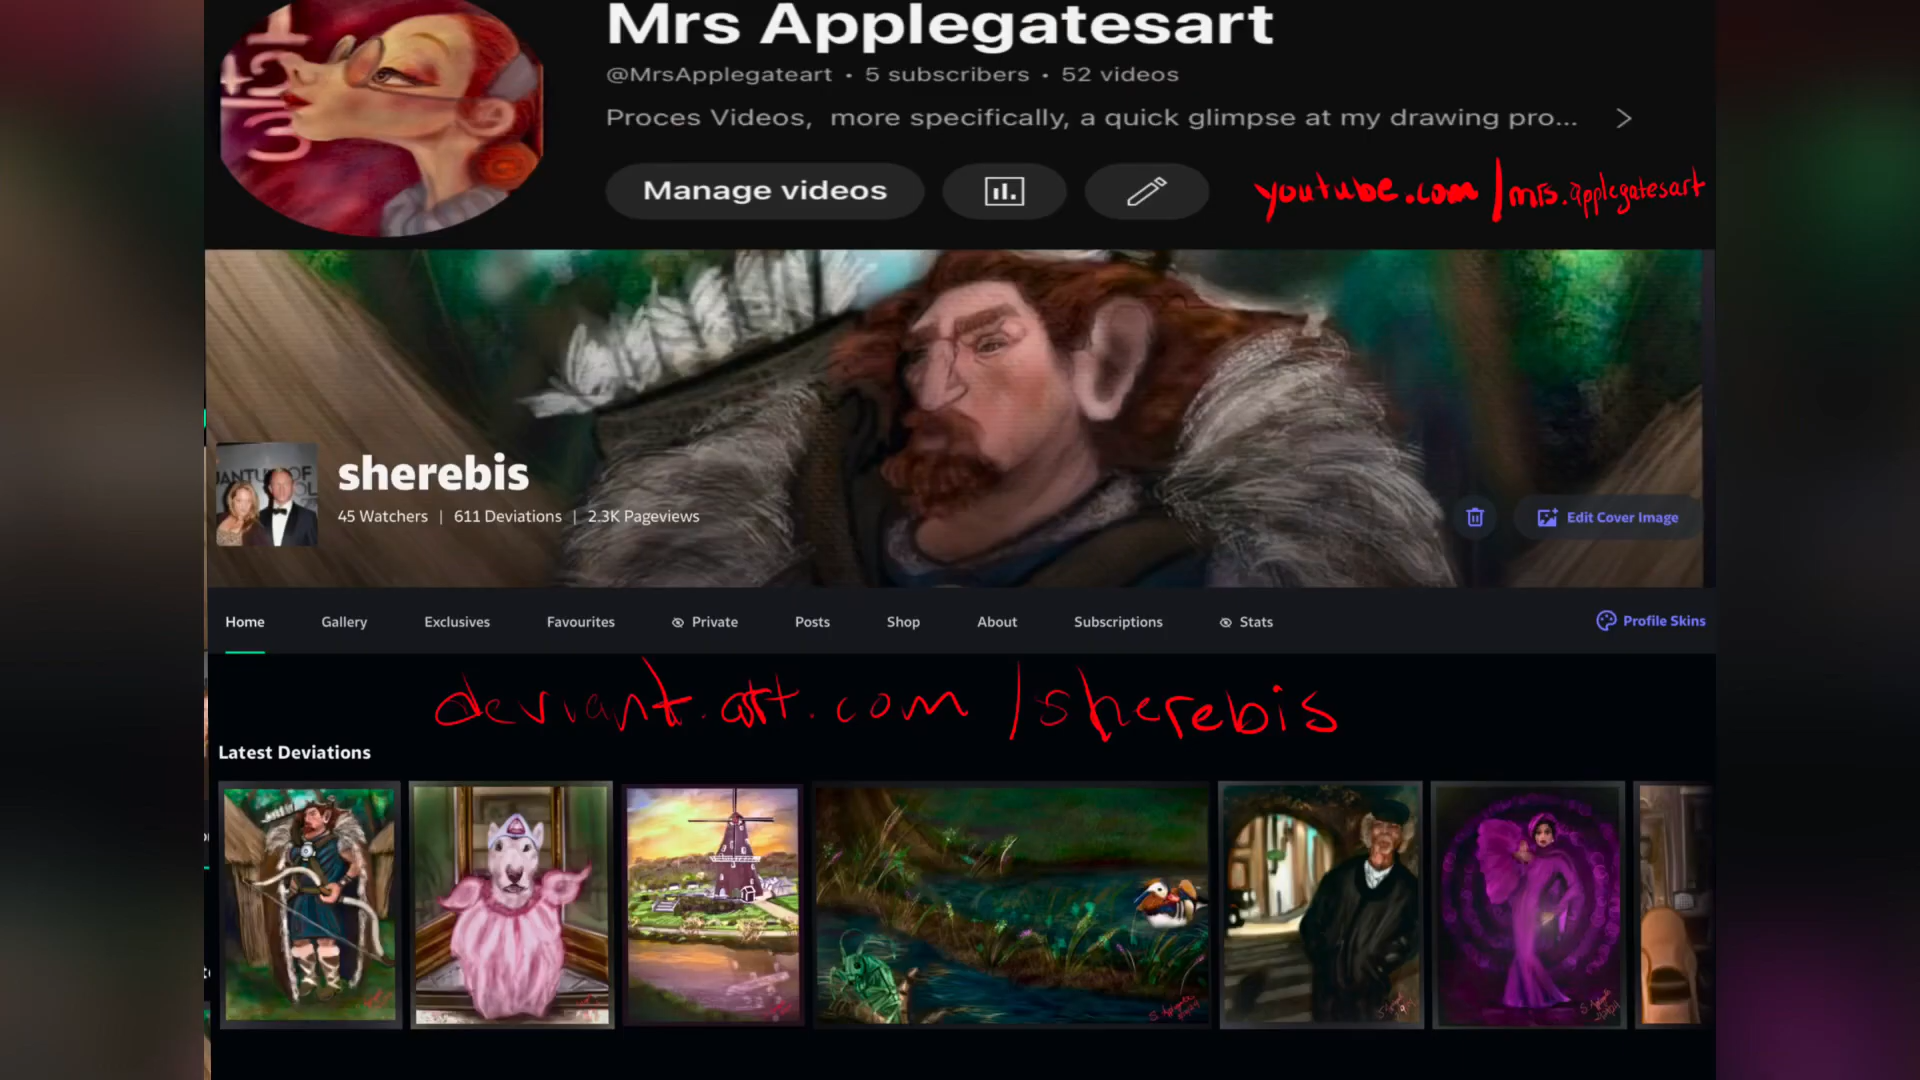 Mrs Applegatesart
@MrsApplegateart • 5 subscribers • 52 videos
Proces Videos, more specifically, a quick glimpse at my drawing pro...
Manage videos
youtube.com/mrs.applegatesart
sherebis
45 Watchers | 611 Deviations | 2.3K Pageviews
Edit Cover Image
Home Gallery Exclusives Favourites Private Posts Shop About Subscriptions Stats Profile Skins
deviant.art.com/sherebis
Latest Deviations